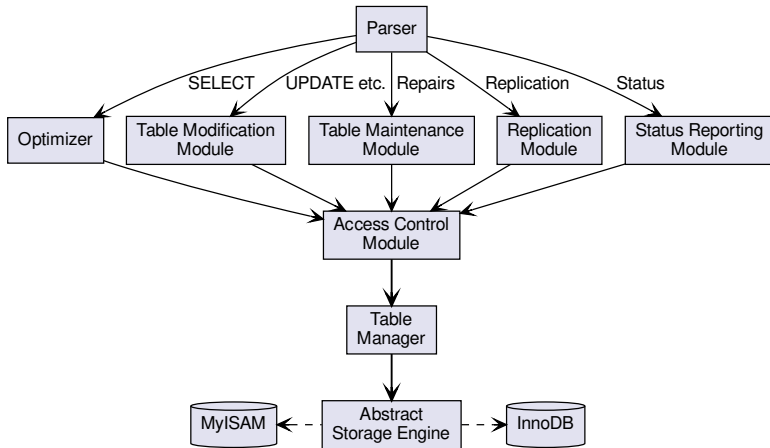 Parser
SELECT
UPDATE etc.
Repairs
Replication
Status
Optimizer
Table Modification
Module
Table Maintenance
Module
Replication
Module
Status Reporting
Module
Access Control
Module
Table
Manager
MyISAM
Abstract
Storage Engine
InnoDB